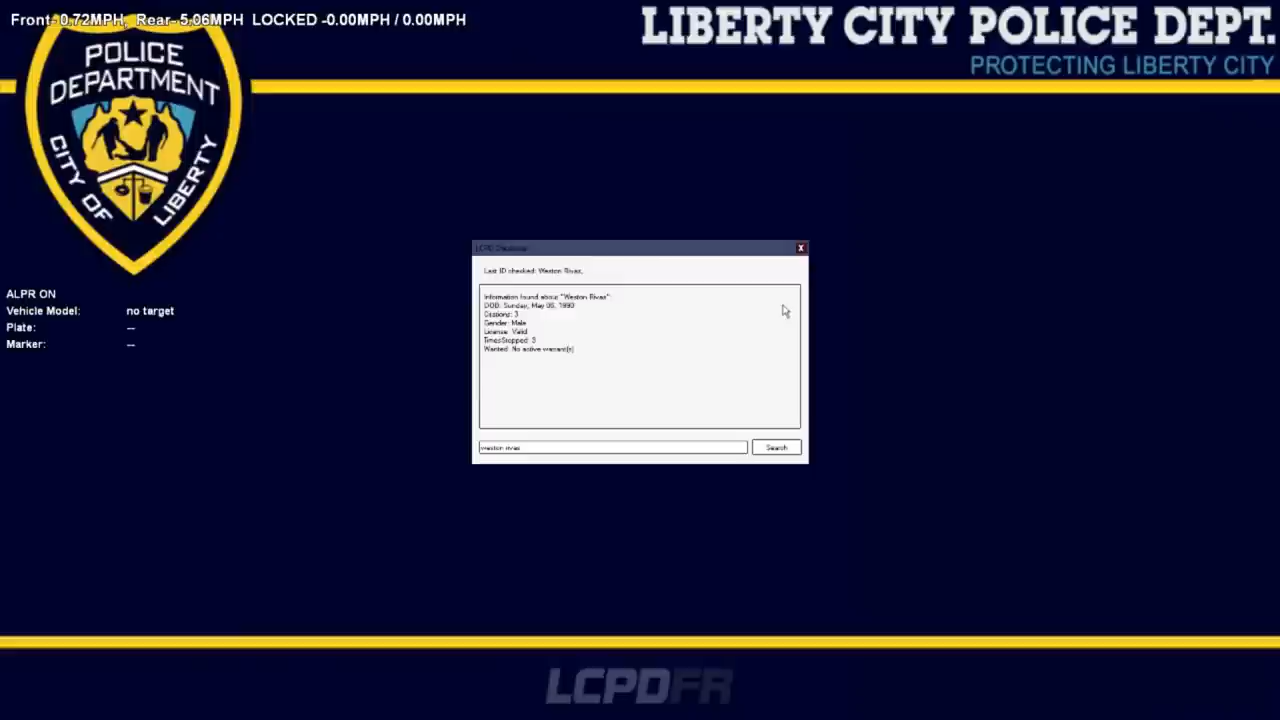 Front- 0.72MPH, Rear- 5.06MPH LOCKED -0.00MPH / 0.00MPH
LIBERTY CITY POLICE DEPT.
PROTECTING LIBERTY CITY
POLICE
DEPARTMENT
CITY OF LIBERTY
ALPR ON
Vehicle Model: no target
Plate: --
Marker: --
LCPD Database
X
Last ID checked: Weston Rivas.
Information found about "Weston Rivas":
DOB: Sunday, May 06, 1990
Citations: 3
Gender: Male
License: Valid
TimesStopped: 3
Wanted: No active warrant(s)
weston rivas
Search
LCPDFR